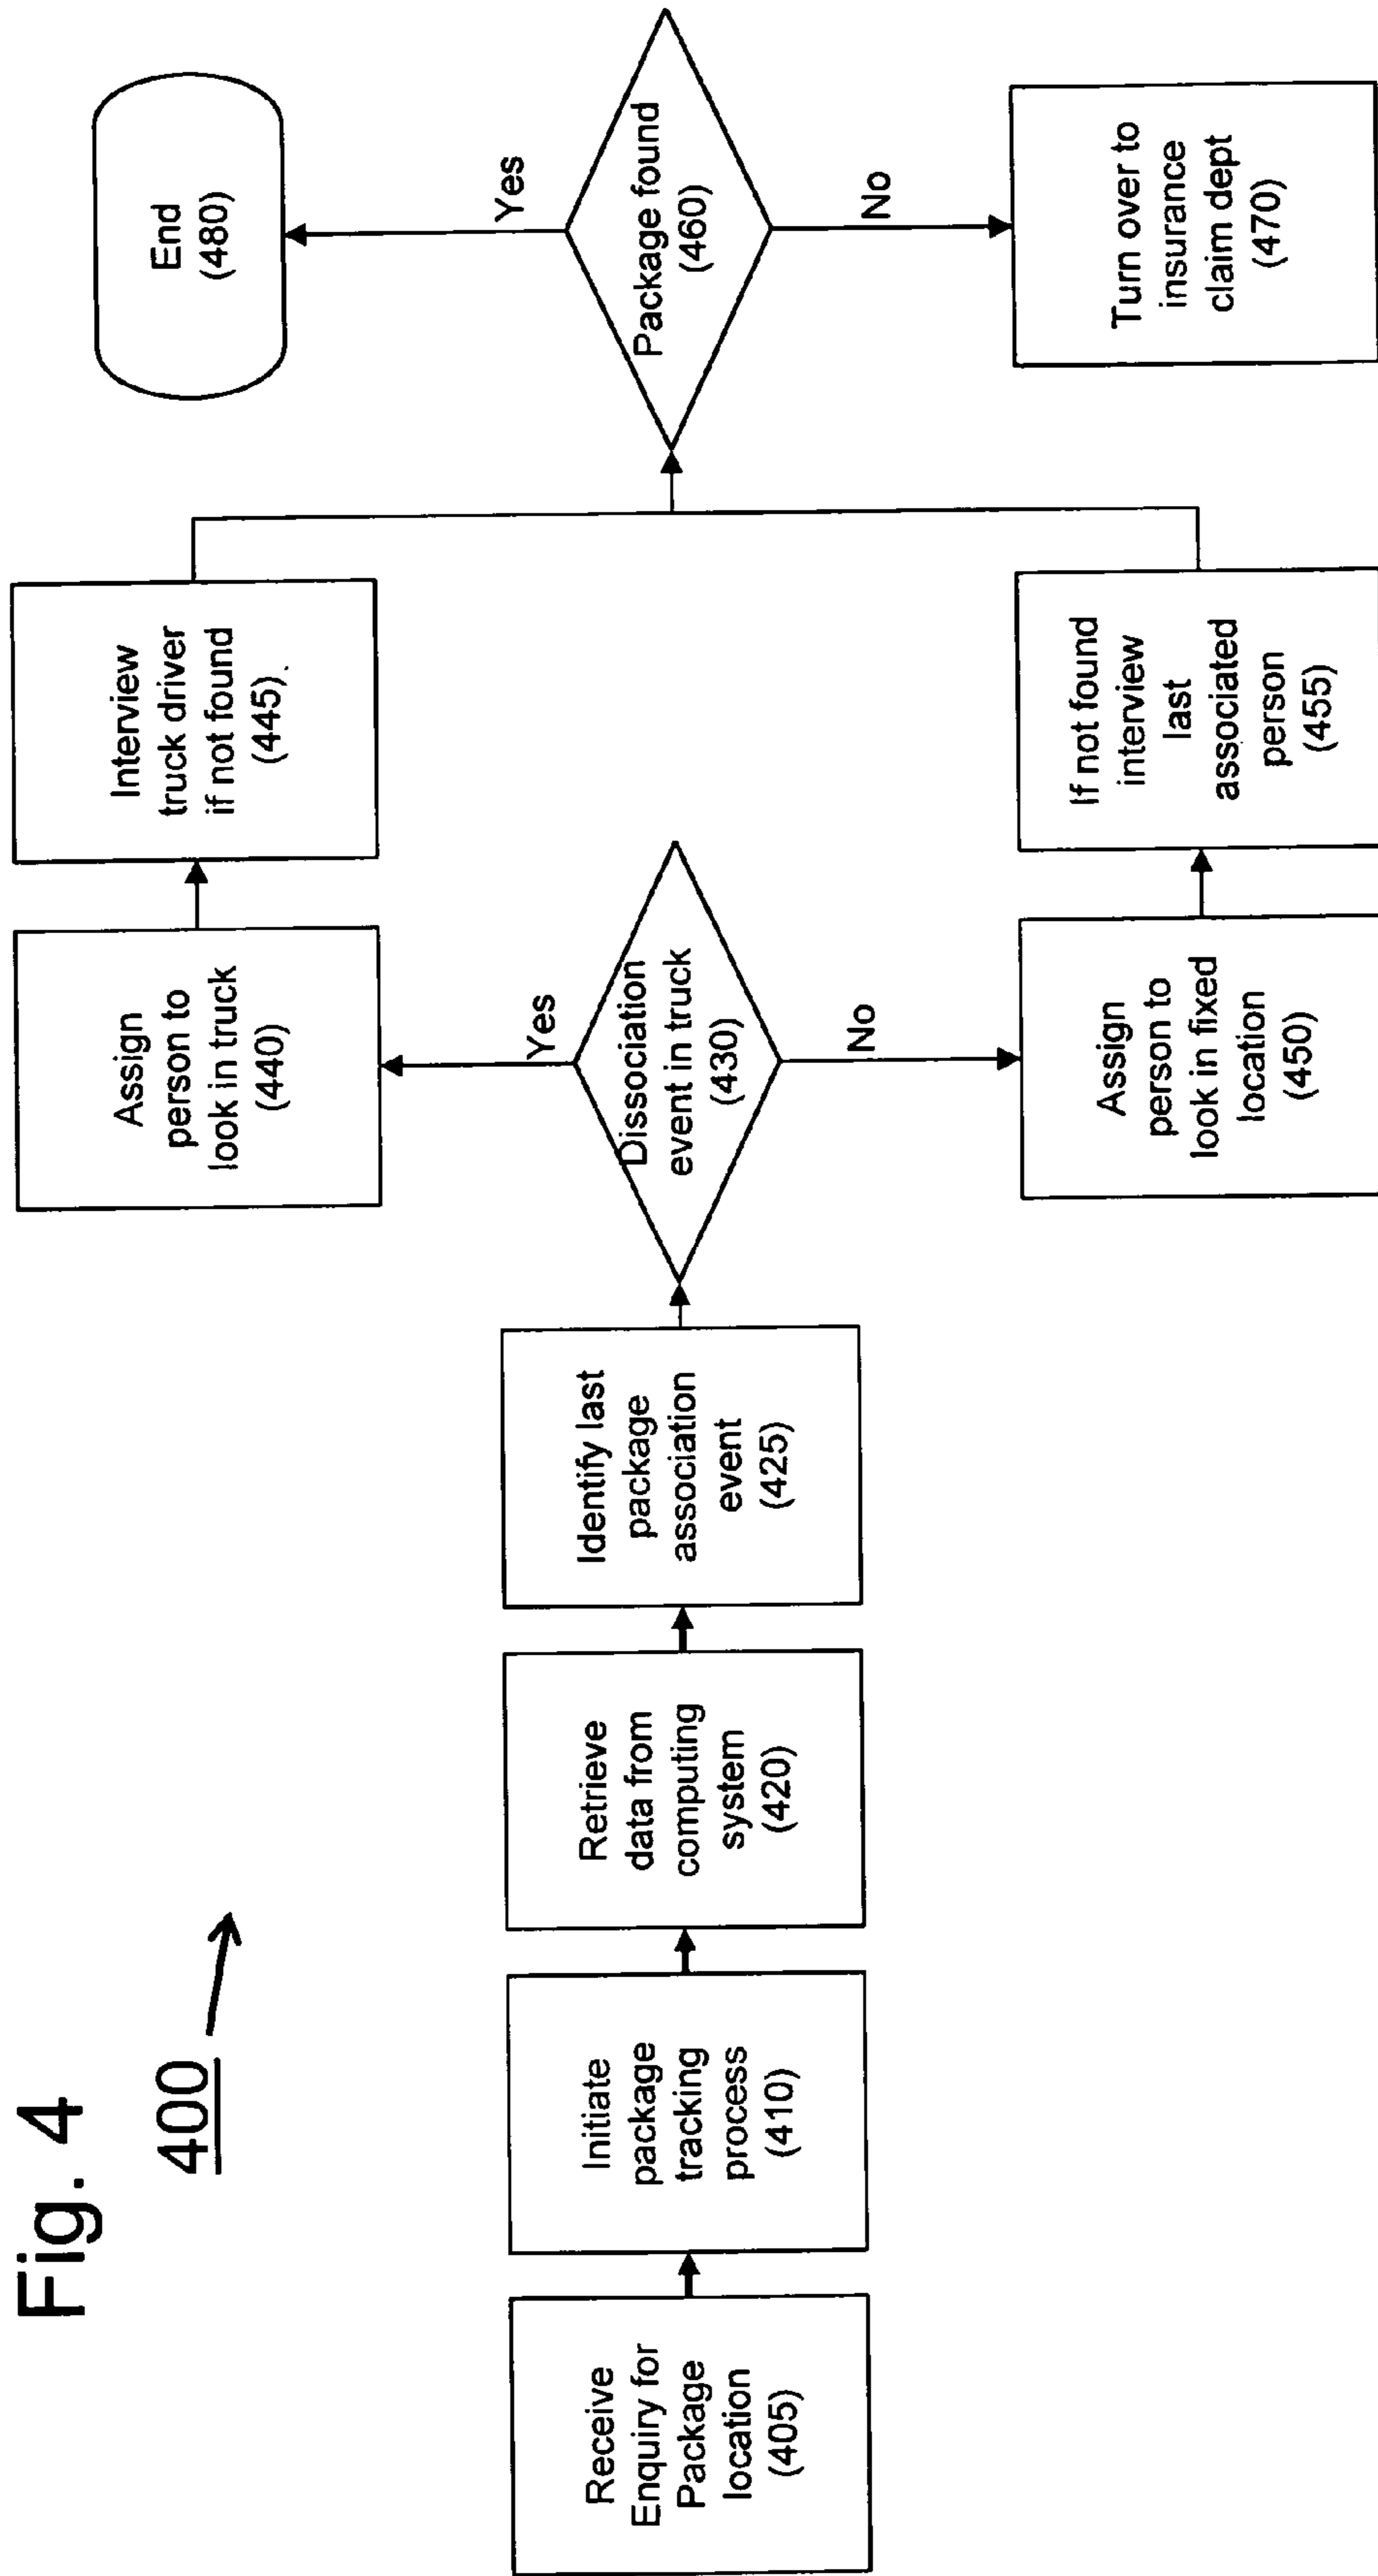 Fig. 4
400
Receive
Enquiry for
Package
location
(405)
Initiate
package
tracking
process
(410)
Retrieve
data from
computing
system
(420)
Identify last
package
association
event
(425)
Dissociation
event in truck
(430)
Yes
No
Assign
person to
look in truck
(440)
Interview
truck driver
if not found
(445)
Assign
person to
look in fixed
location
(450)
If not found
interview
last
associated
person
(455)
Package found
(460)
Yes
No
End
(480)
Turn over to
insurance
claim dept
(470)